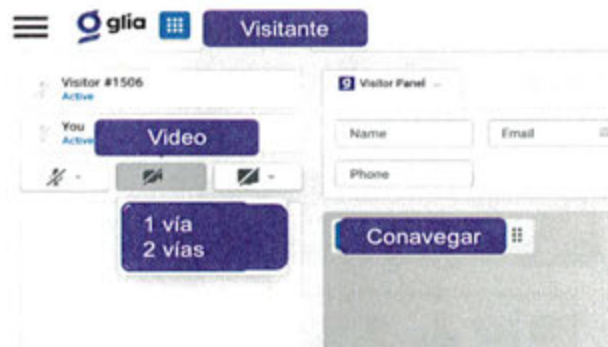 glia
Visitante
Visitor #1506
Active
You
Active
Video
1 vía
2 vías
Visitor Panel
Name
Email
Phone
Conavegar